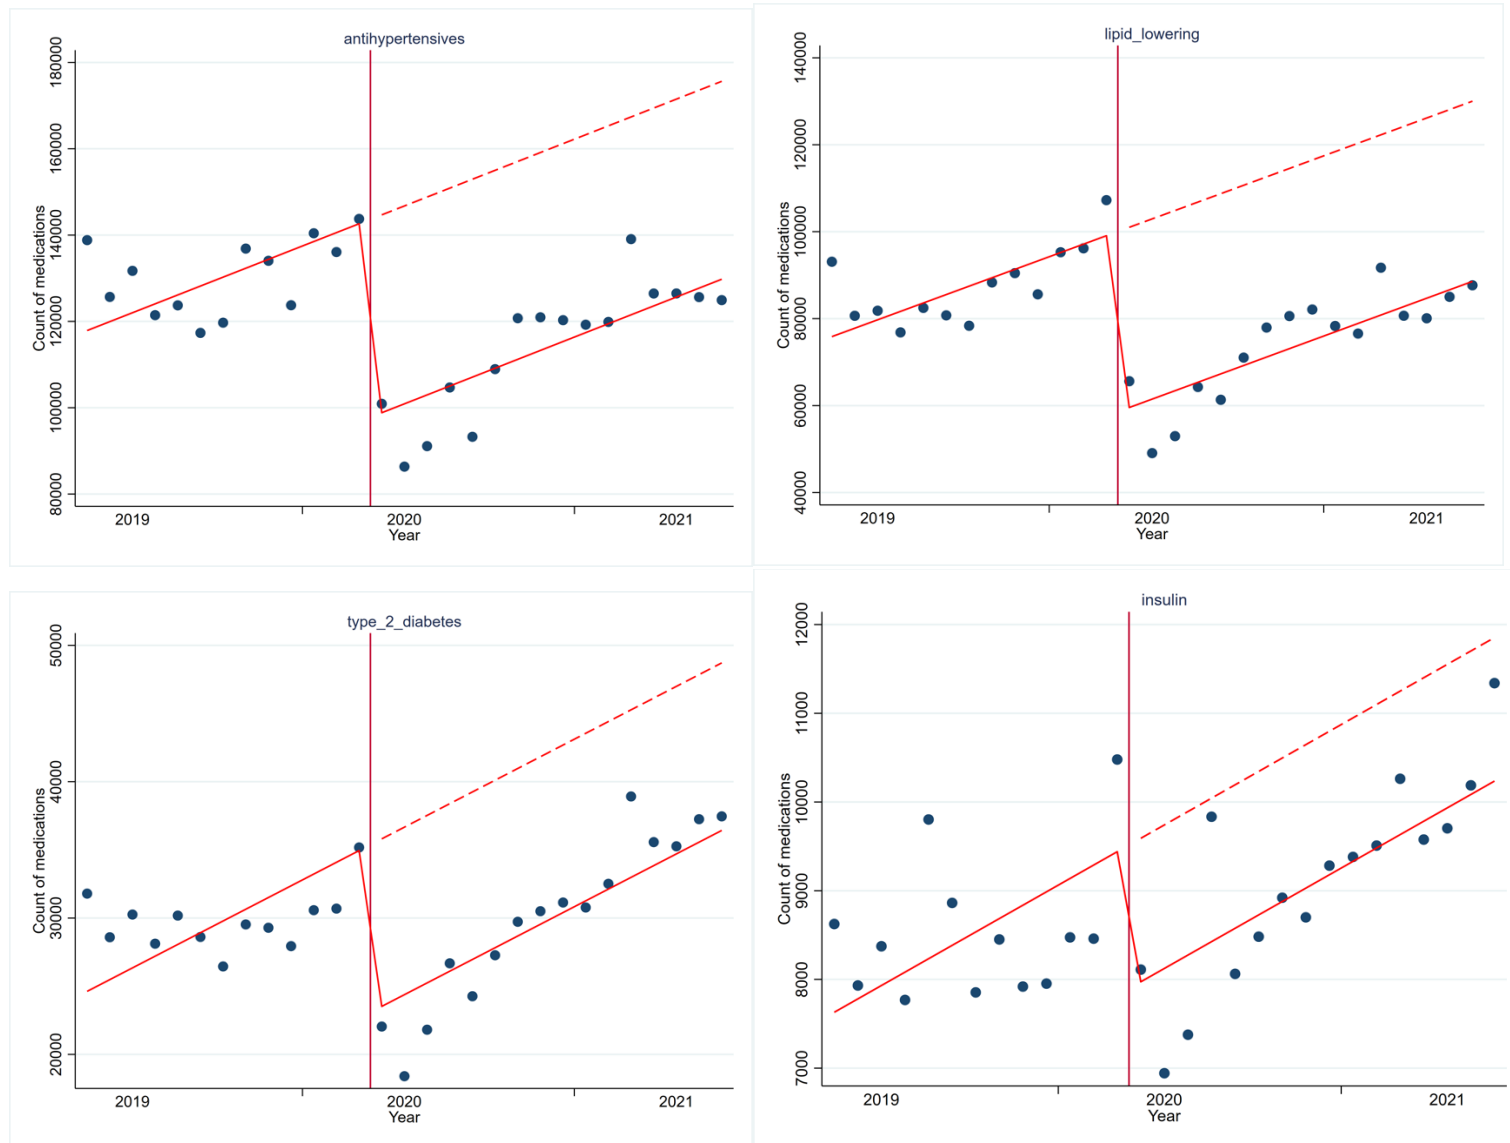 antihypertensives
Count of medications
180000
160000
140000
120000
100000
80000
2019 2020 2021
Year
lipid_lowering
Count of medications
140000
120000
100000
80000
60000
40000
2019 2020 2021
Year
type_2_diabetes
Count of medications
50000
40000
30000
20000
2019 2020 2021
Year
insulin
Count of medications
12000
11000
10000
9000
8000
7000
2019 2020 2021
Year